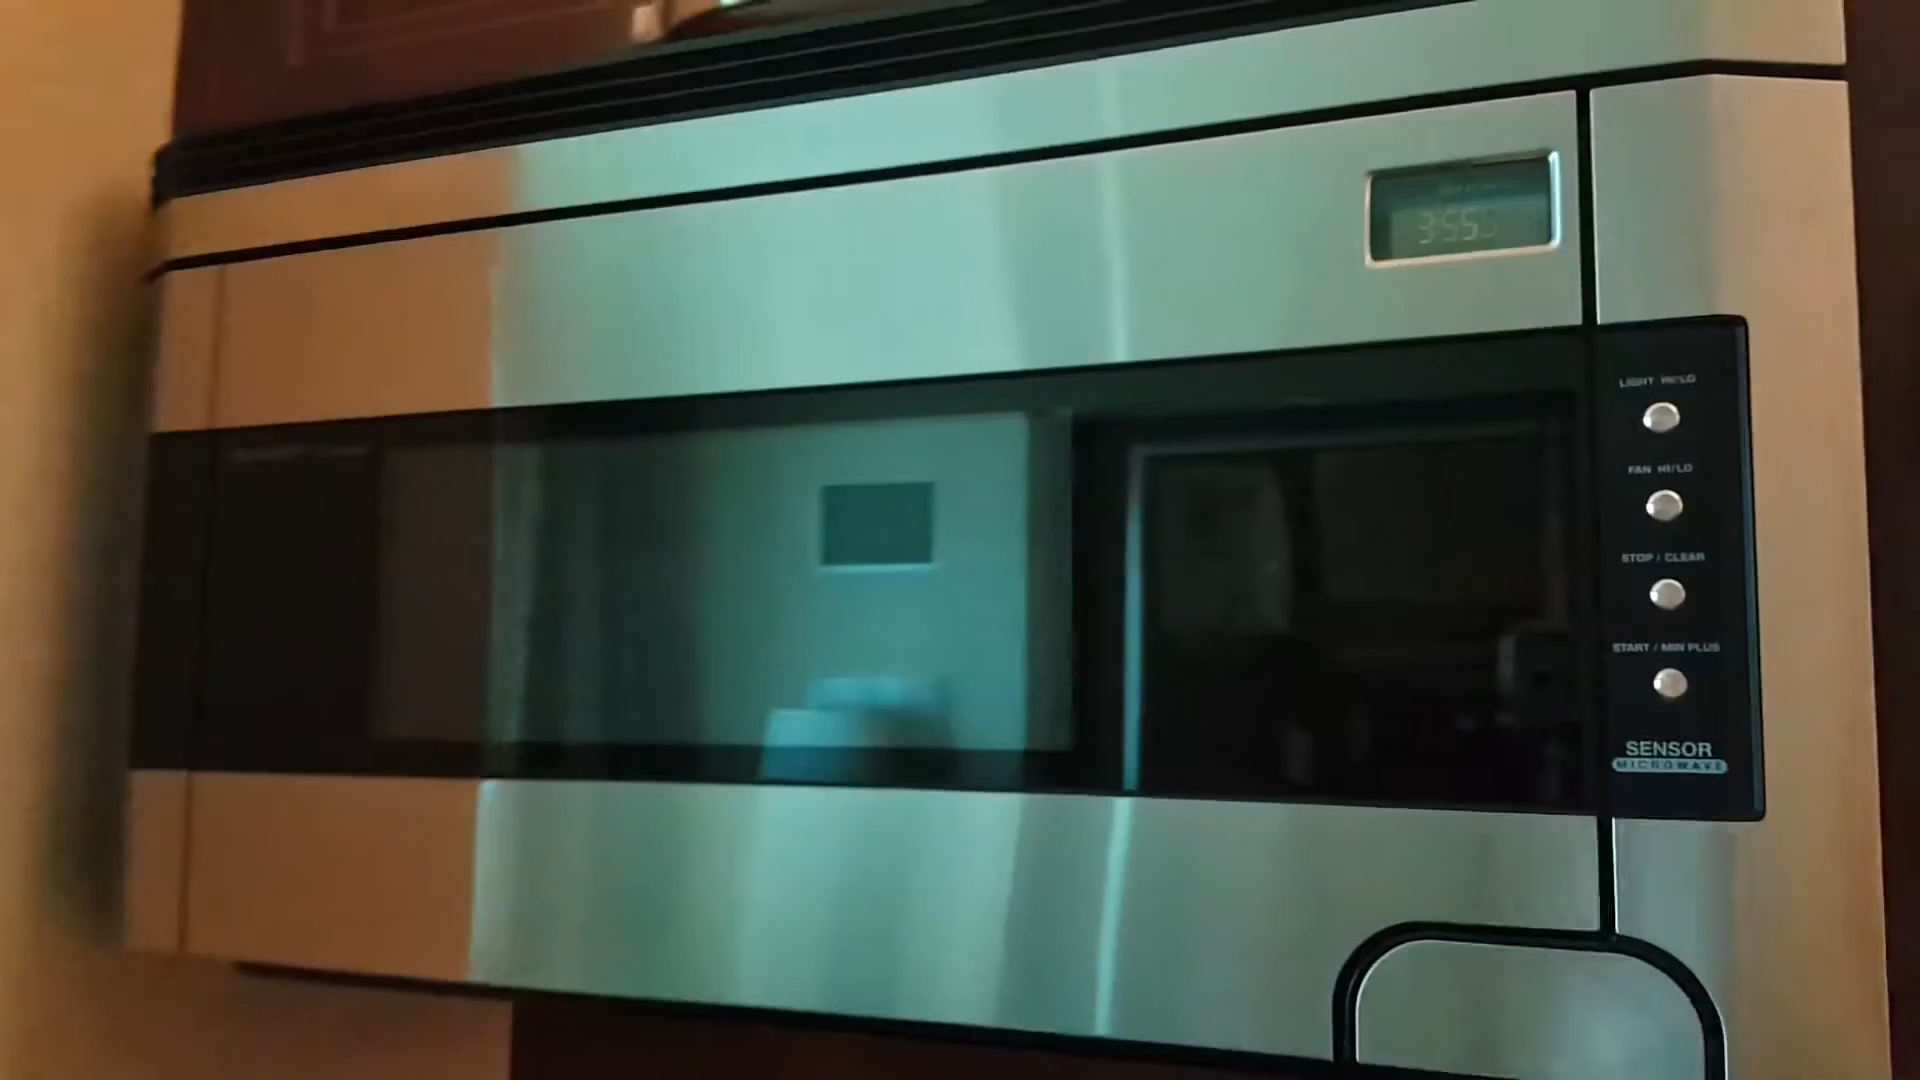 3:55
LIGHT HI/LO
FAN HI/LO
STOP / CLEAR
START / MIN PLUS
SENSOR
MICROWAVE